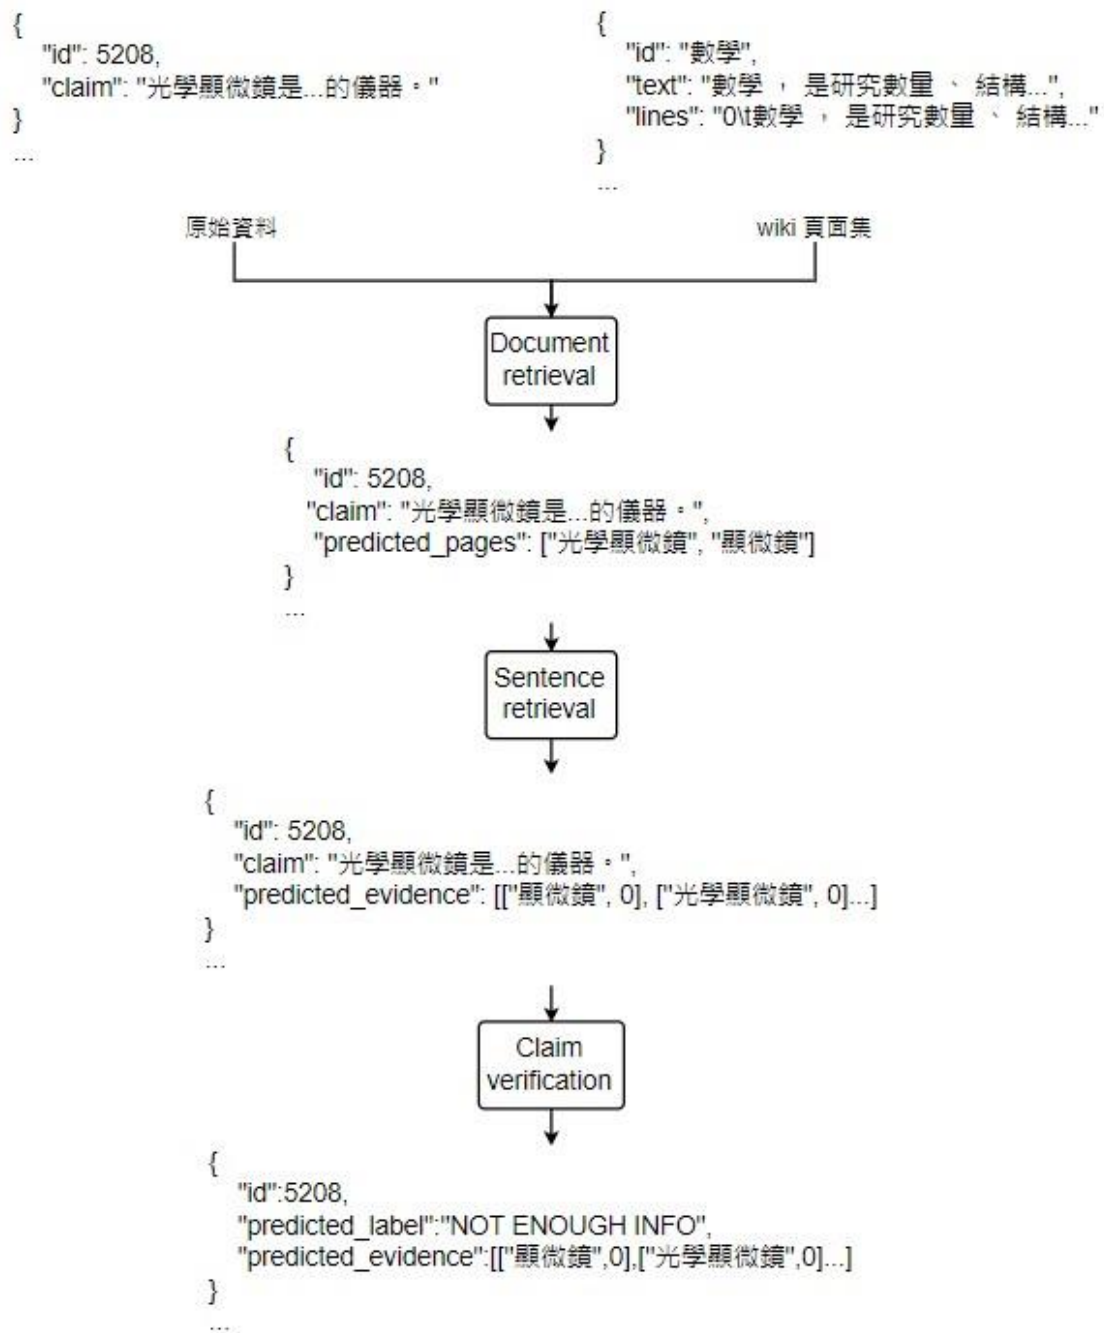 {
"id": 5208,
"claim": "光學顯微鏡是...的儀器。"
}
...
{
"id": "數學",
"text": "數學 ， 是研究數量 、 結構...",
"lines": "0\t數學 ， 是研究數量 、 結構..."
}
...
原始資料
wiki 頁面集
Document
retrieval
{
"id": 5208,
"claim": "光學顯微鏡是...的儀器。",
"predicted_pages": ["光學顯微鏡", "顯微鏡"]
}
...
Sentence
retrieval
{
"id": 5208,
"claim": "光學顯微鏡是...的儀器。",
"predicted_evidence": [["顯微鏡", 0], ["光學顯微鏡", 0]...]
}
...
Claim
verification
{
"id":5208,
"predicted_label":"NOT ENOUGH INFO",
"predicted_evidence":[["顯微鏡",0],["光學顯微鏡",0]...]
}
...